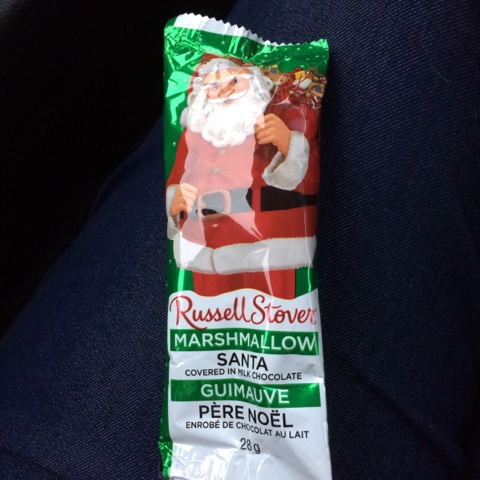 Russell Stover
MARSHMALLOW
SANTA
COVERED IN MILK CHOCOLATE
GUIMAUVE
PÈRE NOËL
ENROBÉ DE CHOCOLAT AU LAIT
28g